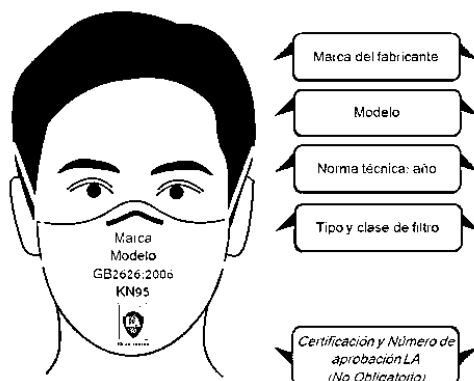 Marca
Modelo
GB2626:2006
KN95
Marca del fabricante
Modelo
Norma técnica: año
Tipo y clase de filtro
Certificación y Número de
aprobación LA
(No Obligatorio)